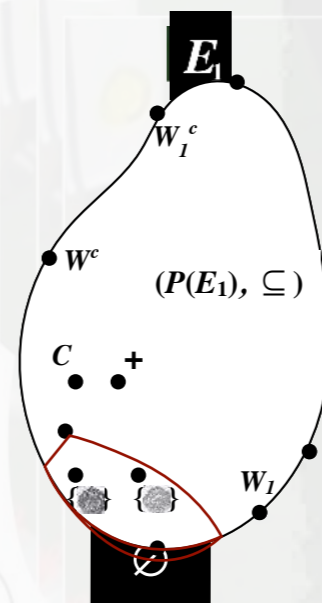 E₁
W₁ᶜ
Wᶜ
(P(E₁), ⊆ )
C +
{ } { }
W₁
∅